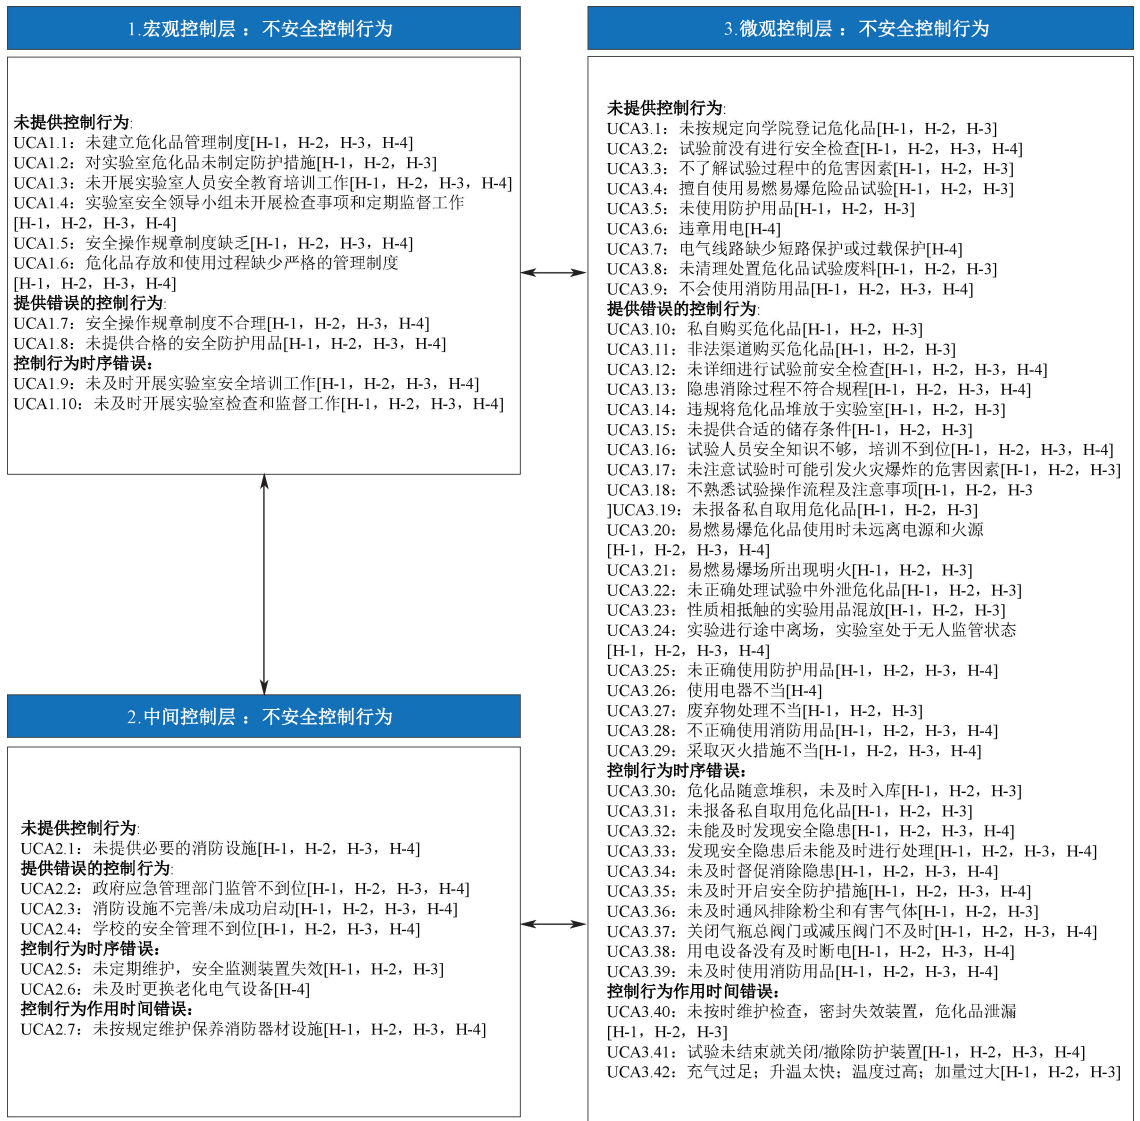 1.宏观控制层 ：不安全控制行为
未提供控制行为:
UCA1.1：未建立危化品管理制度[H-1，H-2，H-3，H-4]
UCA1.2：对实验室危化品未制定防护措施[H-1，H-2，H-3]
UCA1.3：未开展实验室人员安全教育培训工作[H-1，H-2，H-3，H-4]
UCA1.4：实验室安全领导小组未开展检查事项和定期监督工作
[H-1，H-2，H-3，H-4]
UCA1.5：安全操作规章制度缺乏[H-1，H-2，H-3，H-4]
UCA1.6：危化品存放和使用过程缺少严格的管理制度
[H-1，H-2，H-3，H-4]
提供错误的控制行为:
UCA1.7：安全操作规章制度不合理[H-1，H-2，H-3，H-4]
UCA1.8：未提供合格的安全防护用品[H-1，H-2，H-3，H-4]
控制行为时序错误：
UCA1.9：未及时开展实验室安全培训工作[H-1，H-2，H-3，H-4]
UCA1.10：未及时开展实验室检查和监督工作[H-1，H-2，H-3，H-4]
2.中间控制层 ：不安全控制行为
未提供控制行为:
UCA2.1：未提供必要的消防设施[H-1，H-2，H-3，H-4]
提供错误的控制行为:
UCA2.2：政府应急管理部门监管不到位[H-1，H-2，H-3，H-4]
UCA2.3：消防设施不完善/未成功启动[H-1，H-2，H-3，H-4]
UCA2.4：学校的安全管理不到位[H-1，H-2，H-3，H-4]
控制行为时序错误：
UCA2.5：未定期维护，安全监测装置失效[H-1，H-2，H-3]
UCA2.6：未及时更换老化电气设备[H-4]
控制行为作用时间错误：
UCA2.7：未按规定维护保养消防器材设施[H-1，H-2，H-3，H-4]
3.微观控制层 ：不安全控制行为
未提供控制行为:
UCA3.1：未按规定向学院登记危化品[H-1，H-2，H-3]
UCA3.2：试验前没有进行安全检查[H-1，H-2，H-3，H-4]
UCA3.3：不了解试验过程中的危害因素[H-1，H-2，H-3]
UCA3.4：擅自使用易燃易爆危险品试验[H-1，H-2，H-3]
UCA3.5：未使用防护用品[H-1，H-2，H-3]
UCA3.6：违章用电[H-4]
UCA3.7：电气线路缺少短路保护或过载保护[H-4]
UCA3.8：未清理处置危化品试验废料[H-1，H-2，H-3]
UCA3.9：不会使用消防用品[H-1，H-2，H-3，H-4]
提供错误的控制行为:
UCA3.10：私自购买危化品[H-1，H-2，H-3]
UCA3.11：非法渠道购买危化品[H-1，H-2，H-3]
UCA3.12：未详细进行试验前安全检查[H-1，H-2，H-3，H-4]
UCA3.13：隐患消除过程不符合规程[H-1，H-2，H-3，H-4]
UCA3.14：违规将危化品堆放于实验室[H-1，H-2，H-3]
UCA3.15：未提供合适的储存条件[H-1，H-2，H-3]
UCA3.16：试验人员安全知识不够，培训不到位[H-1，H-2，H-3，H-4]
UCA3.17：未注意试验时可能引发火灾爆炸的危害因素[H-1，H-2，H-3]
UCA3.18：不熟悉试验操作流程及注意事项[H-1，H-2，H-3
]UCA3.19：未报备私自取用危化品[H-1，H-2，H-3]
UCA3.20：易燃易爆危化品使用时未远离电源和火源
[H-1，H-2，H-3，H-4]
UCA3.21：易燃易爆场所出现明火[H-1，H-2，H-3]
UCA3.22：未正确处理试验中外泄危化品[H-1，H-2，H-3]
UCA3.23：性质相抵触的实验用品混放[H-1，H-2，H-3]
UCA3.24：实验进行途中离场，实验室处于无人监管状态
[H-1，H-2，H-3，H-4]
UCA3.25：未正确使用防护用品[H-1，H-2，H-3，H-4]
UCA3.26：使用电器不当[H-4]
UCA3.27：废弃物处理不当[H-1，H-2，H-3]
UCA3.28：不正确使用消防用品[H-1，H-2，H-3，H-4]
UCA3.29：采取灭火措施不当[H-1，H-2，H-3，H-4]
控制行为时序错误：
UCA3.30：危化品随意堆积，未及时入库[H-1，H-2，H-3]
UCA3.31：未报备私自取用危化品[H-1，H-2，H-3]
UCA3.32：未能及时发现安全隐患[H-1，H-2，H-3，H-4]
UCA3.33：发现安全隐患后未能及时进行处理[H-1，H-2，H-3，H-4]
UCA3.34：未及时督促消除隐患[H-1，H-2，H-3，H-4]
UCA3.35：未及时开启安全防护措施[H-1，H-2，H-3，H-4]
UCA3.36：未及时通风排除粉尘和有害气体[H-1，H-2，H-3]
UCA3.37：关闭气瓶总阀门或减压阀门不及时[H-1，H-2，H-3，H-4]
UCA3.38：用电设备没有及时断电[H-1，H-2，H-3，H-4]
UCA3.39：未及时使用消防用品[H-1，H-2，H-3，H-4]
控制行为作用时间错误：
UCA3.40：未按时维护检查，密封失效装置，危化品泄漏
[H-1，H-2，H-3]
UCA3.41：试验未结束就关闭/撤除防护装置[H-1，H-2，H-3，H-4]
UCA3.42：充气过足；升温太快；温度过高；加量过大[H-1，H-2，H-3]